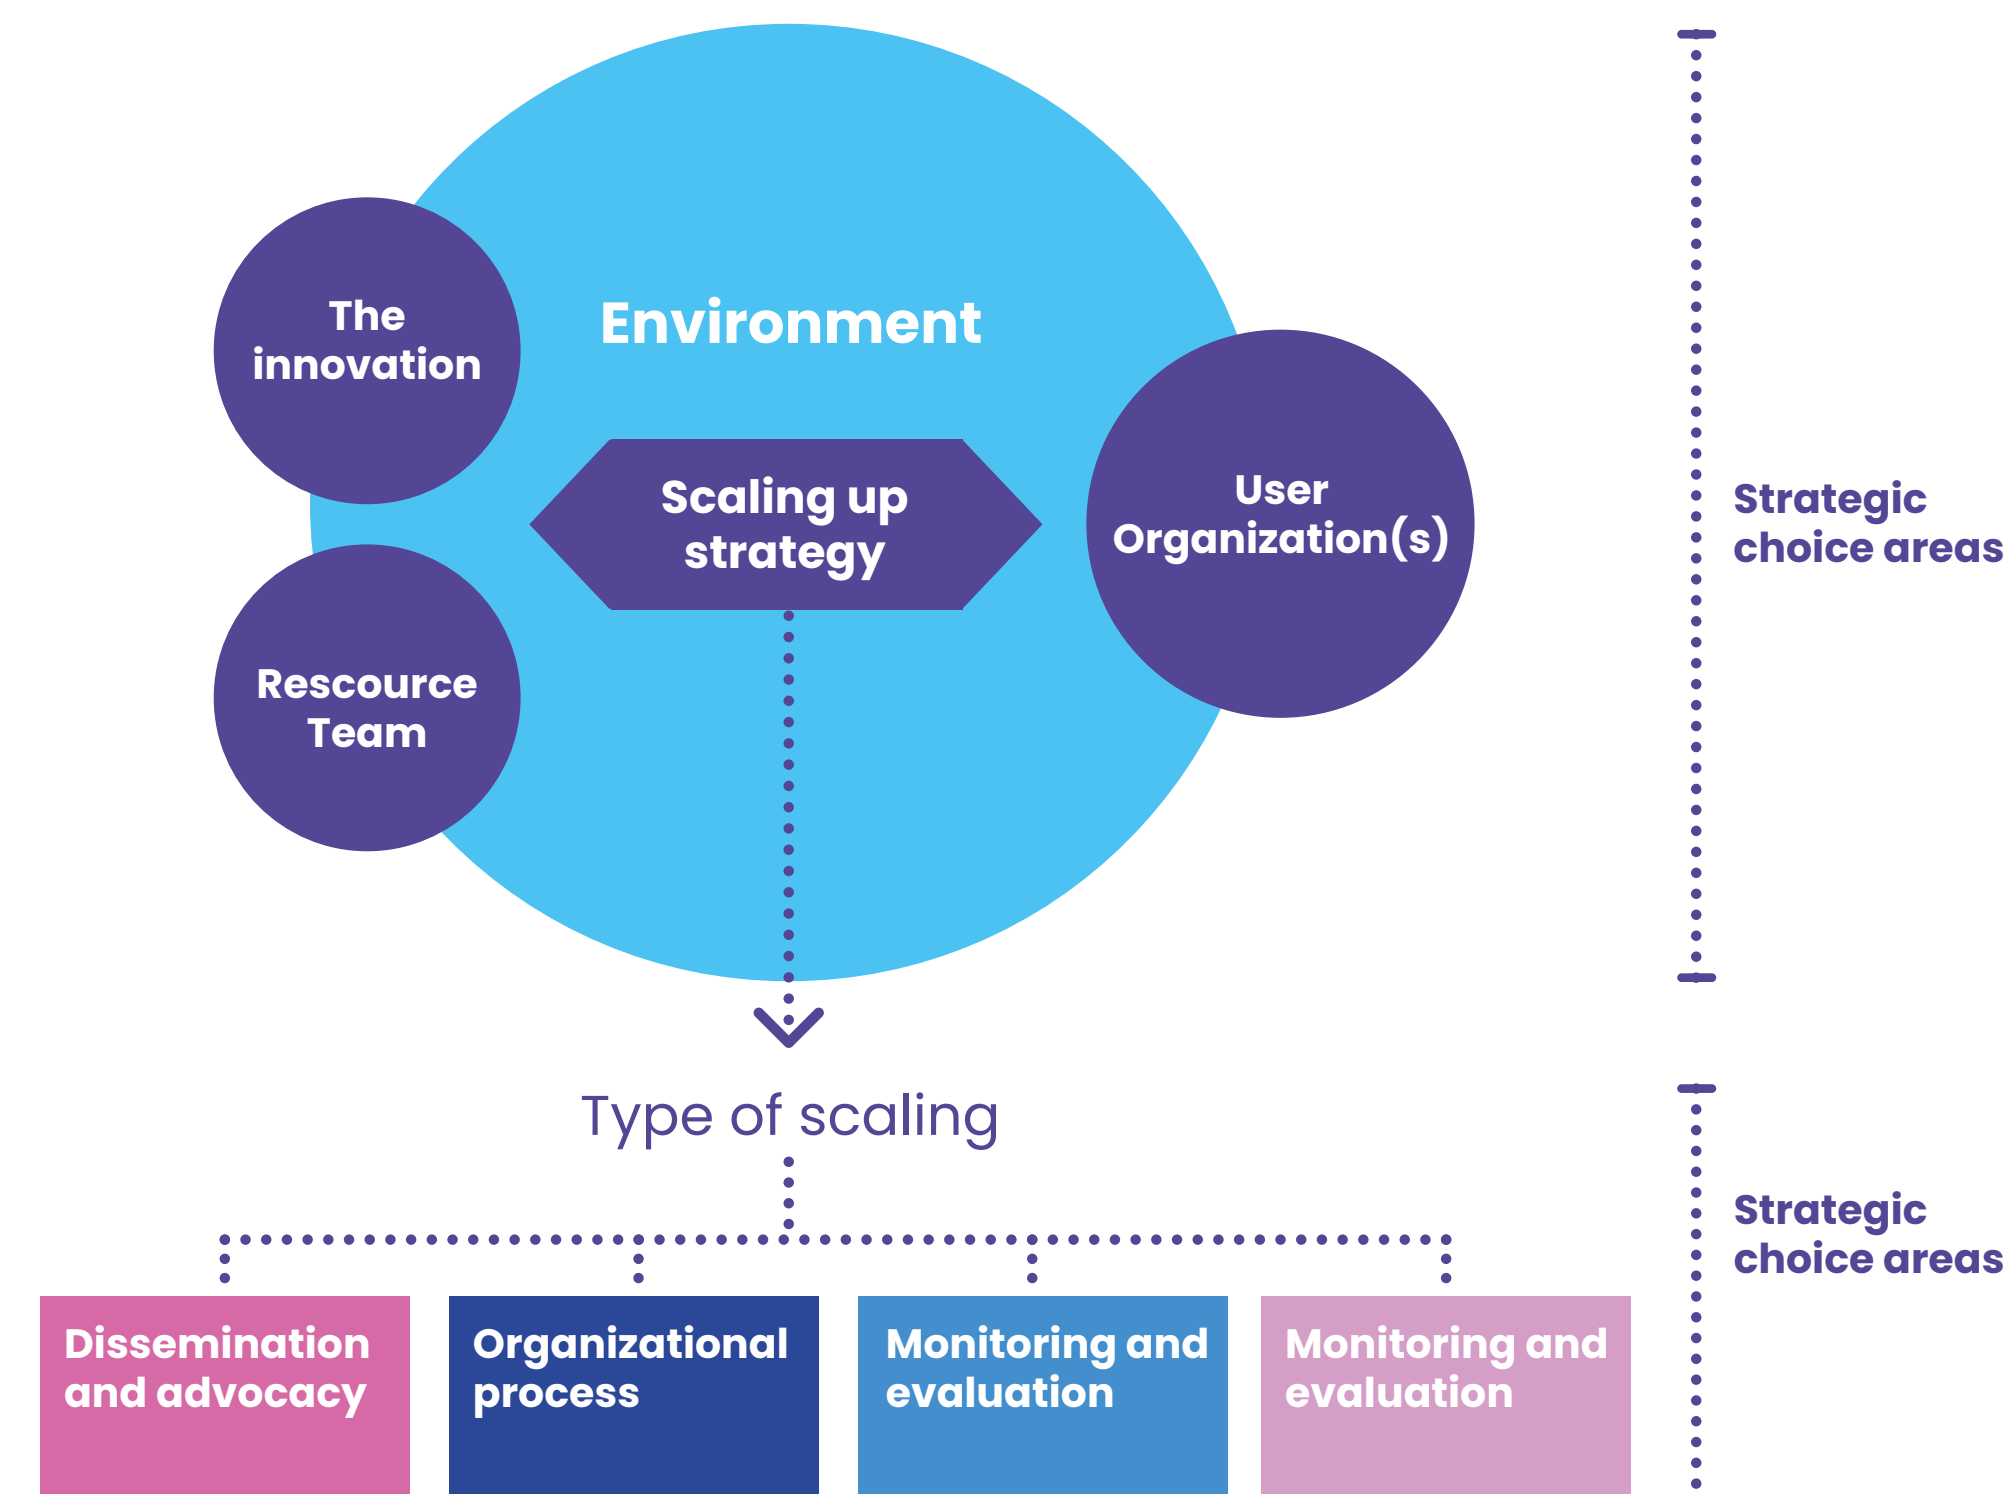 The
innovation
Environment
Scaling up
strategy
User
Organization(s)
Strategic
choice areas
Rescource
Team
Type of scaling
Strategic
choice areas
Dissemination
and advocacy
Organizational
process
Monitoring and
evaluation
Monitoring and
evaluation